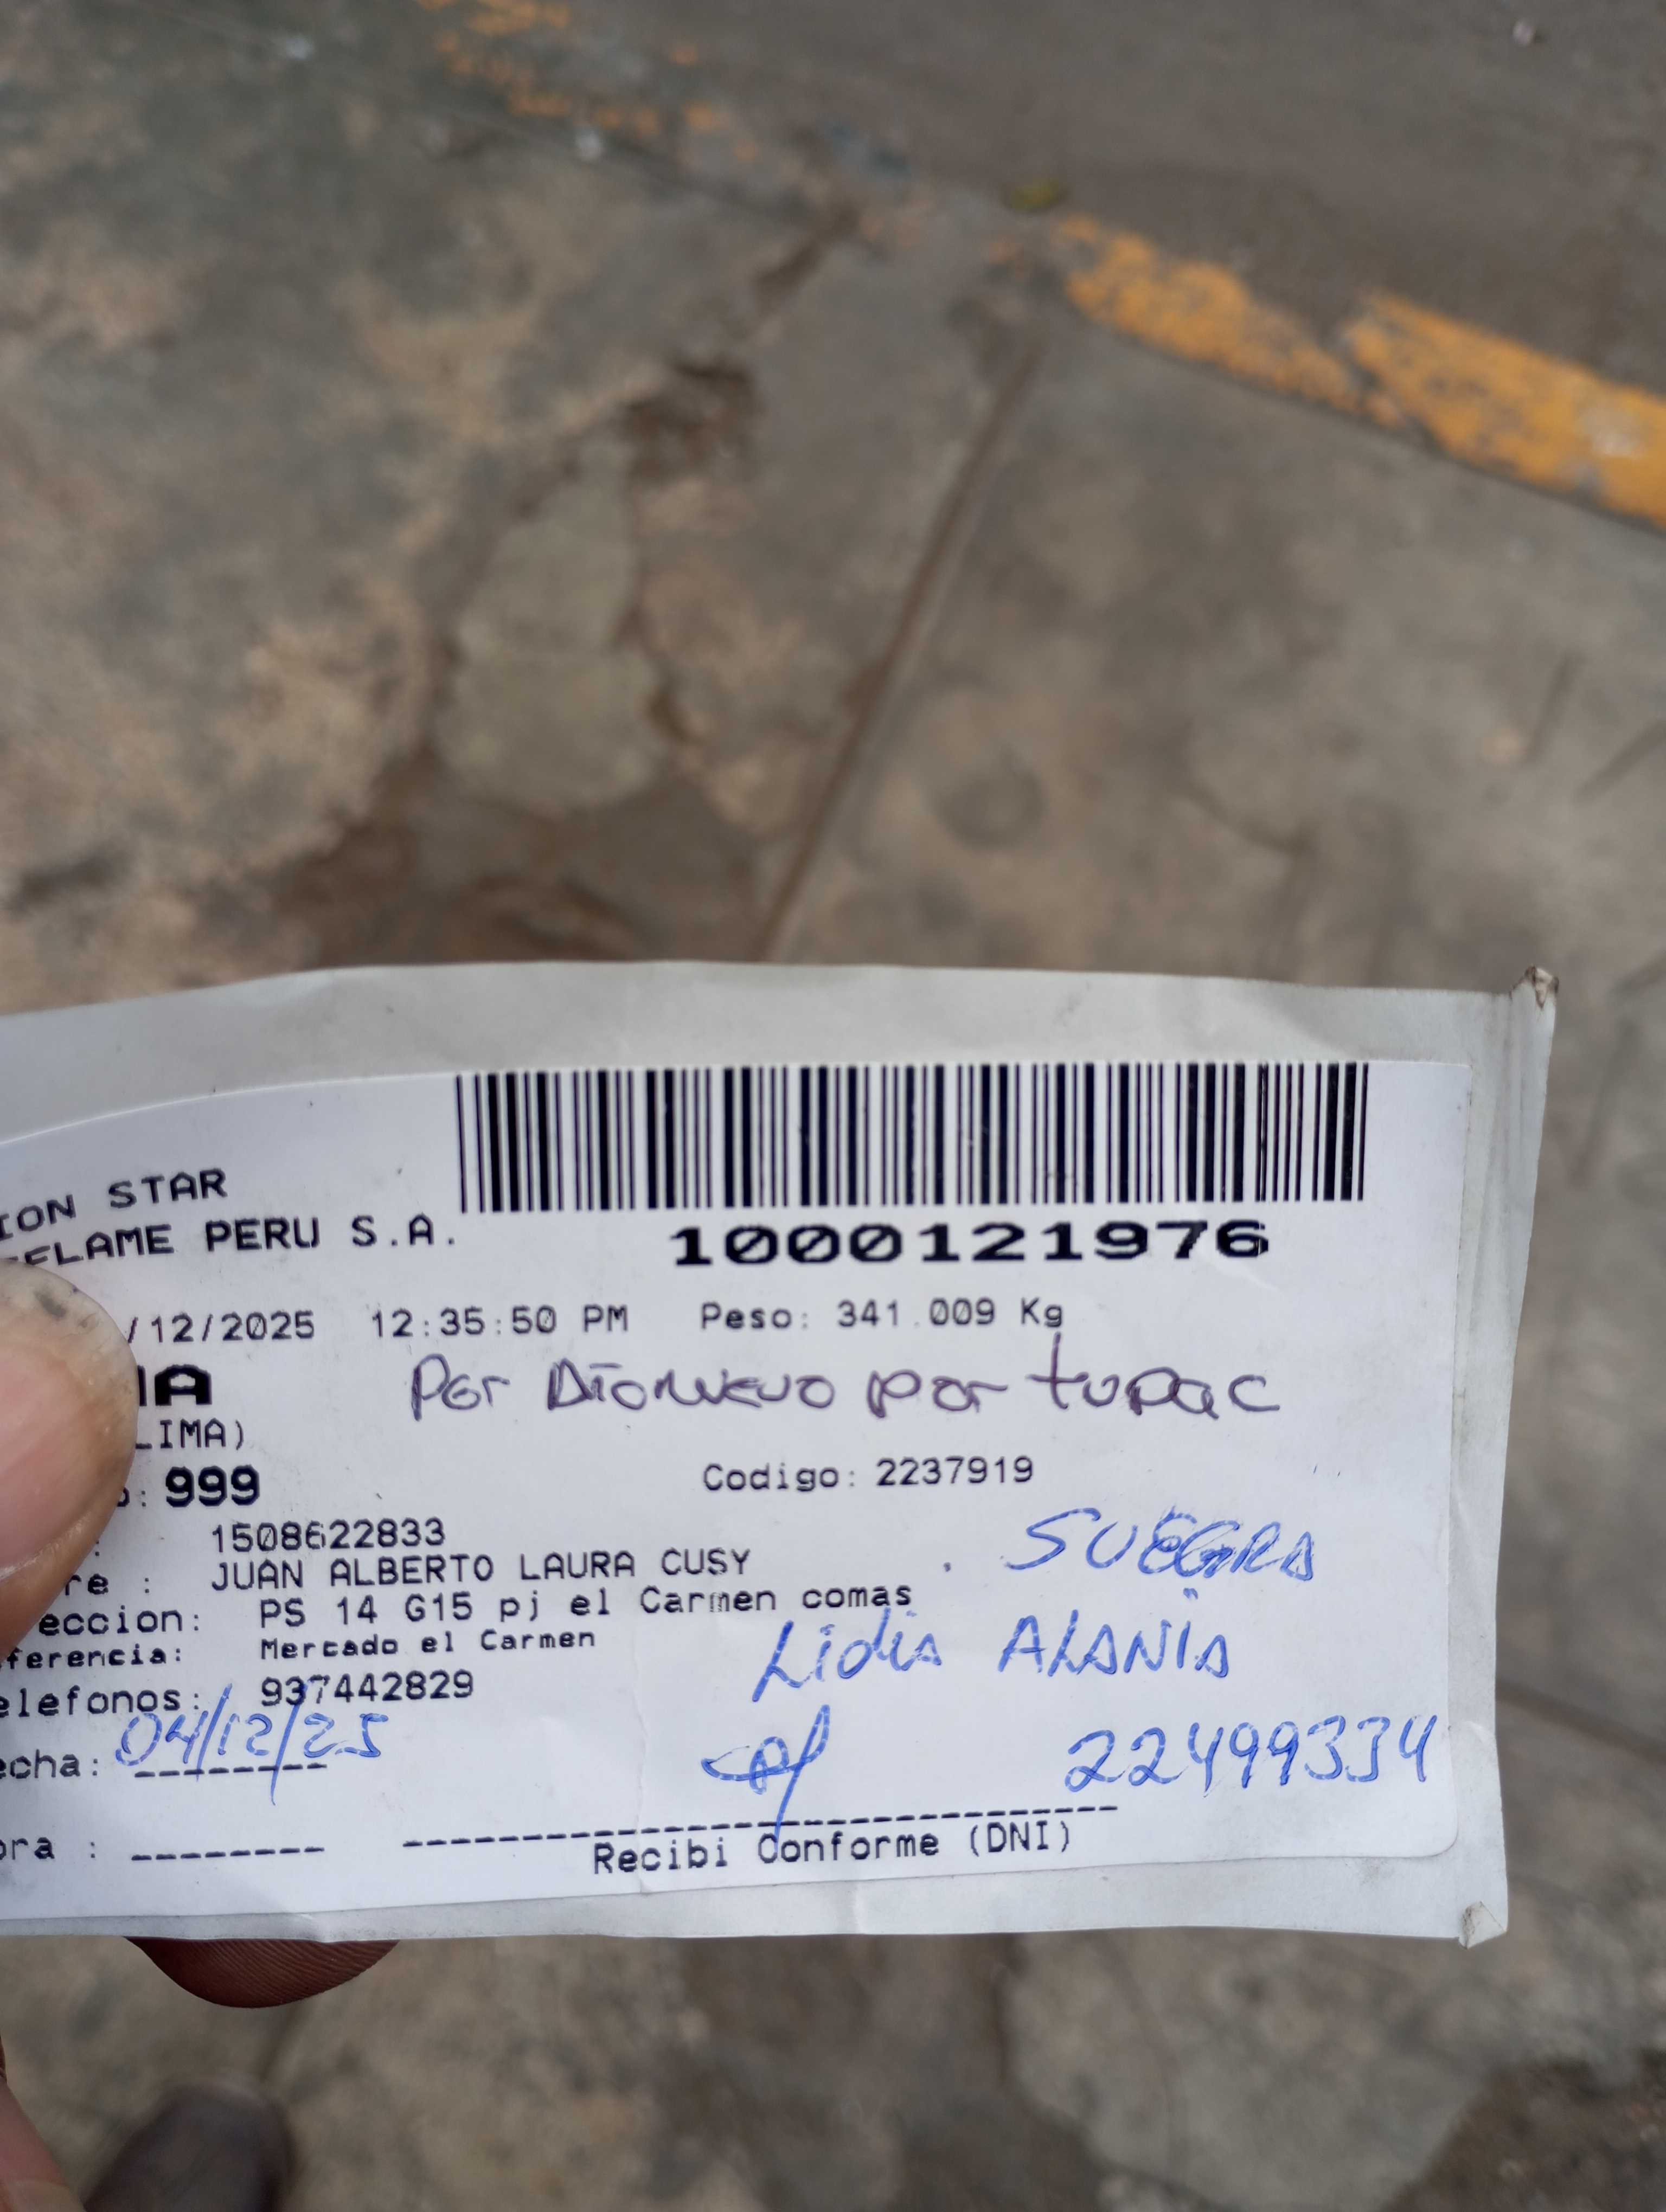 ION STAR
FLAME PERU S.A.
1000121976
/12/2025 12:35:50 PM Peso: 341.009 Kg
MA
Por Dionicio por tupac
LIMA)
: 999
Codigo: 2237919
: 1508622833
SUEGRA
re : JUAN ALBERTO LAURA CUSY
eccion: PS 14 G15 pj el Carmen comas
ferencia: Mercado el Carmen
Lidia ALANIA
elefonos: 937442829
echa: 04/12/25
22499334
ora :
Recibi Conforme (DNI)